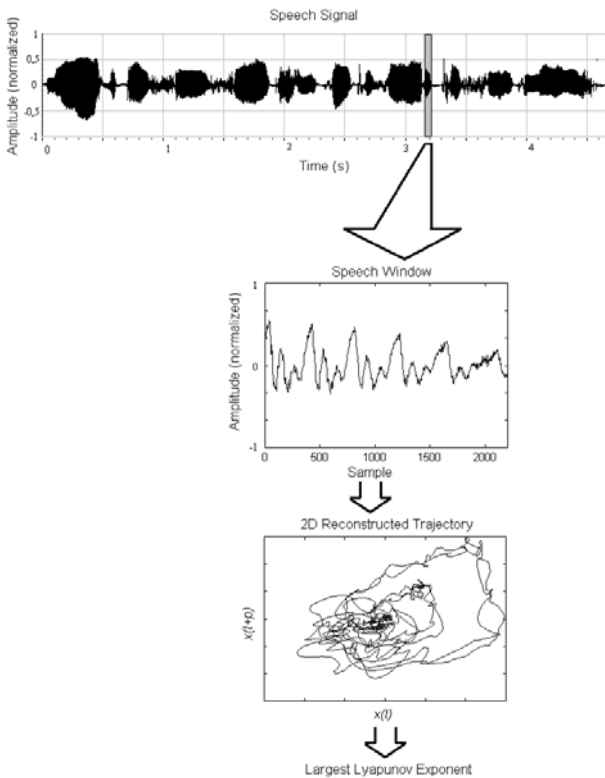 Speech Signal
Amplitude (normalized)
1
0,5
0
-0,5
-1
0 1 2 3 4
Time (s)
Speech Window
Amplitude (normalized)
1
0
-1
0 500 1000 1500 2000
Sample
2D Reconstructed Trajectory
x(t+p)
x(t)
Largest Lyapunov Exponent